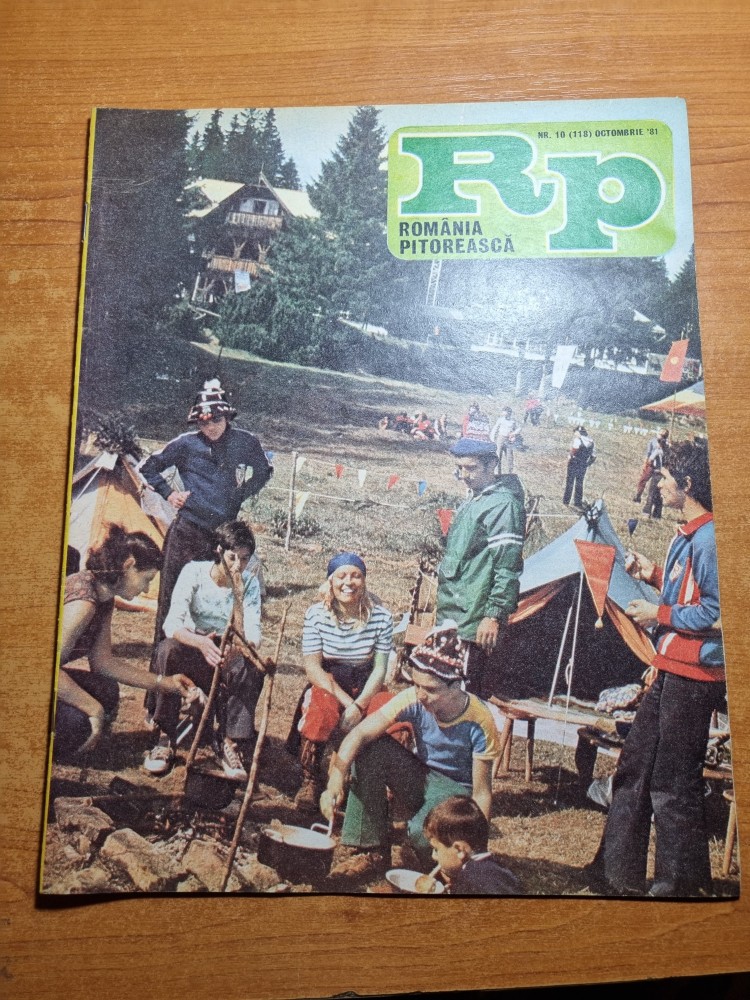 NR. 10 (118) OCTOMBRIE '81
Rp
ROMÂNIA
PITOREASCĂ